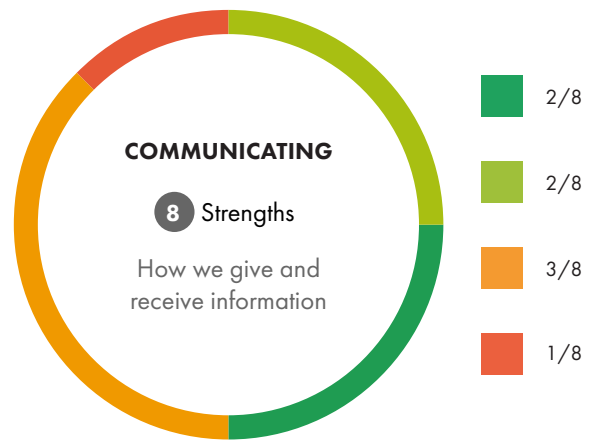 COMMUNICATING
8 Strengths
How we give and
receive information
2/8
2/8
3/8
1/8